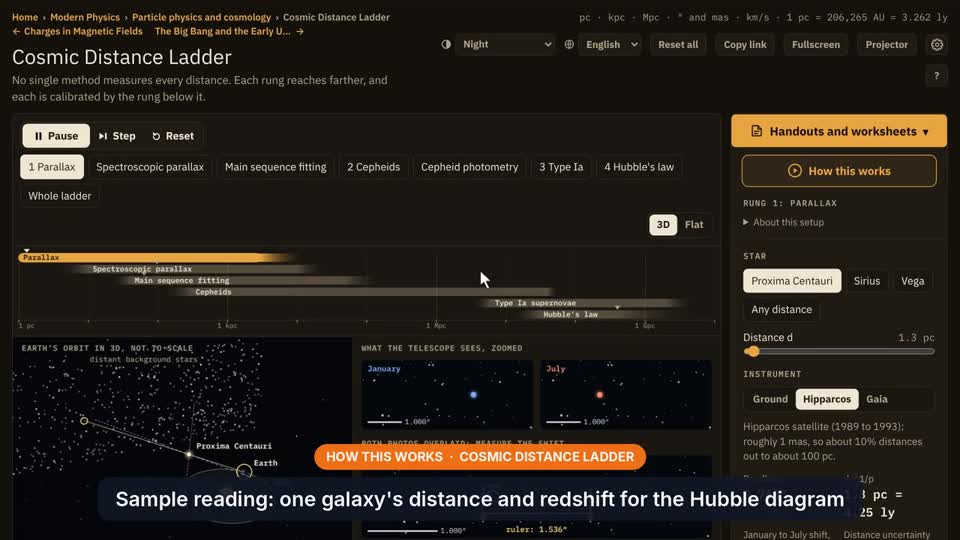 Home › Modern Physics › Particle physics and cosmology › Cosmic Distance Ladder
← Charges in Magnetic Fields The Big Bang and the Early U... →
pc · kpc · Mpc · " and mas · km/s · 1 pc = 206,265 AU = 3.262 ly
Night
English
Reset all
Copy link
Fullscreen
Projector
?
Cosmic Distance Ladder
No single method measures every distance. Each rung reaches farther, and
each is calibrated by the rung below it.
Pause
Step
Reset
1 Parallax
Spectroscopic parallax
Main sequence fitting
2 Cepheids
Cepheid photometry
3 Type Ia
4 Hubble's law
Whole ladder
3D
Flat
Parallax
Spectroscopic parallax
Main sequence fitting
Cepheids
Type Ia supernovae
Hubble's law
1 pc
1 kpc
1 Mpc
1 Gpc
EARTH'S ORBIT IN 3D, NOT TO SCALE
distant background stars
Proxima Centauri
Earth
WHAT THE TELESCOPE SEES, ZOOMED
January
1.000"
July
1.000"
BOTH PHOTOS OVERLAID: MEASURE THE SHIFT
1.000"
ruler: 1.536"
HOW THIS WORKS · COSMIC DISTANCE LADDER
Sample reading: one galaxy's distance and redshift for the Hubble diagram
Handouts and worksheets ▾
How this works
RUNG 1: PARALLAX
▶ About this setup
STAR
Proxima Centauri
Sirius
Vega
Any distance
Distance d
1.3 pc
INSTRUMENT
Ground
Hipparcos
Gaia
Hipparcos satellite (1989 to 1993):
roughly 1 mas, so about 10% distances
out to about 100 pc.
1/p
pc =
25 ly
January to July shift,
Distance uncertainty